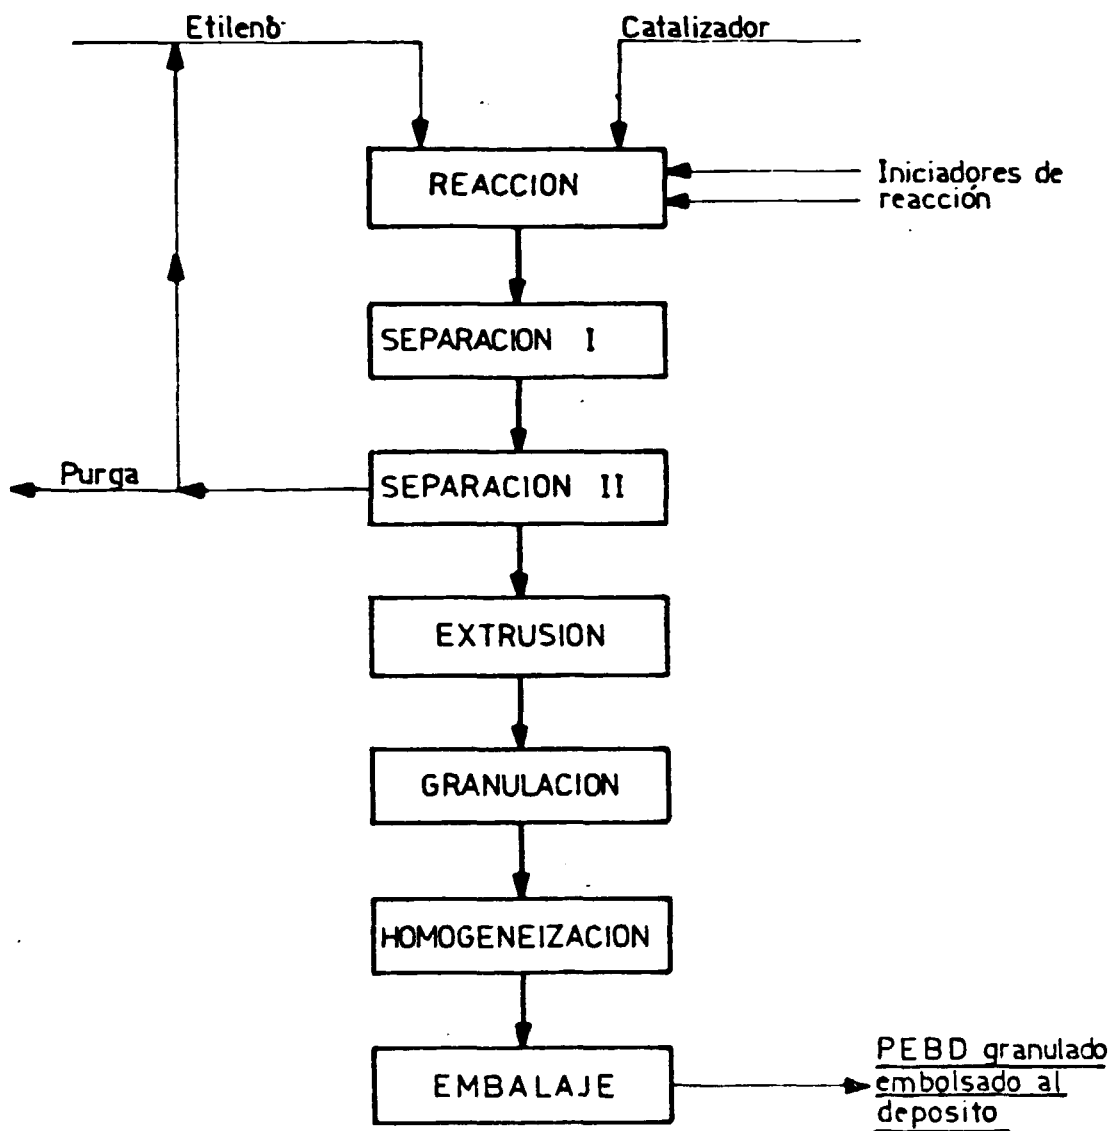 Etileno
Catalizador
REACCION
Iniciadores de
reacción
SEPARACION I
Purga
SEPARACION II
EXTRUSION
GRANULACION
HOMOGENEIZACION
EMBALAJE
PEBD granulado
embolsado al
deposito